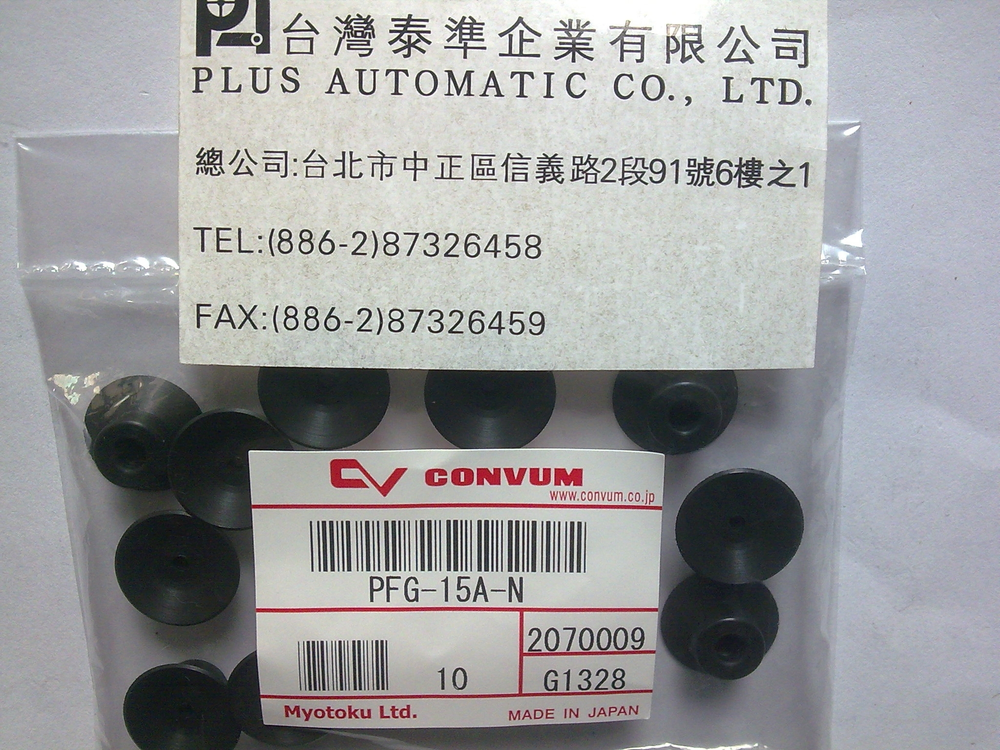 台灣泰準企業有限公司
PLUS AUTOMATIC CO., LTD.
總公司:台北市中正區信義路2段91號6樓之1
TEL:(886-2)87326458
FAX:(886-2)87326459
CV CONVUM
www.convum.co.jp
PFG-15A-N
2070009
10
G1328
Myotoku Ltd.
MADE IN JAPAN